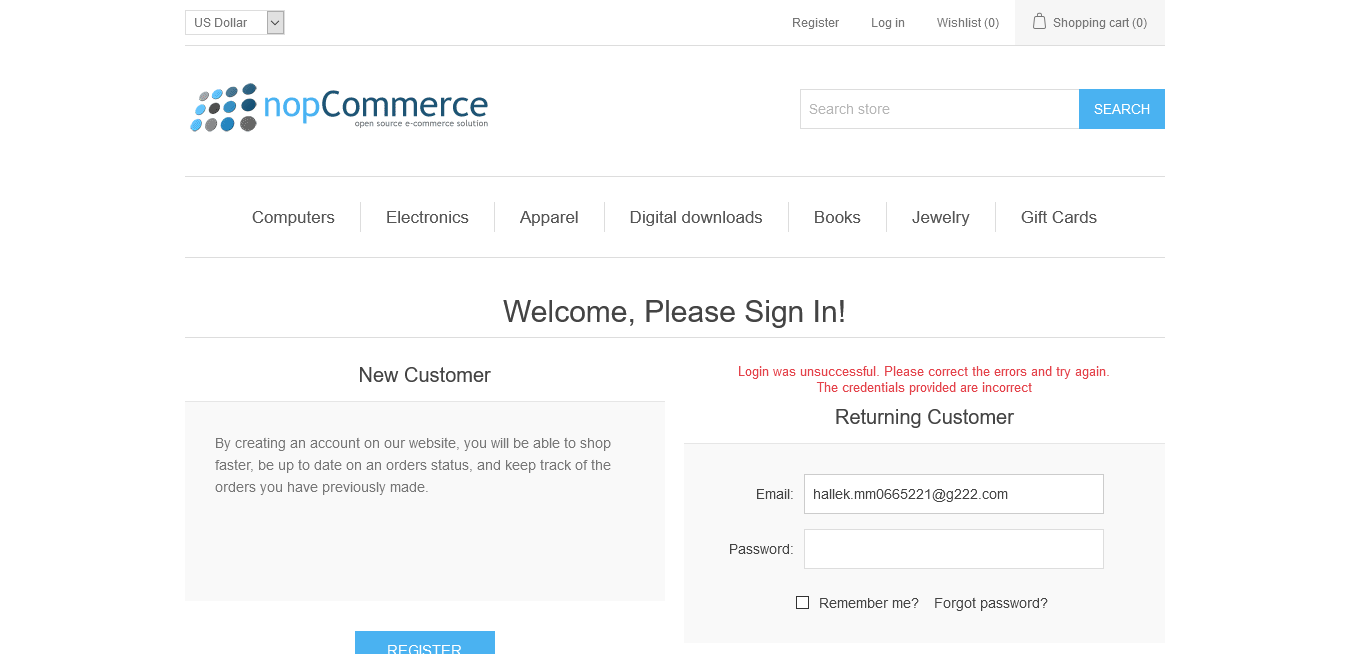 US Dollar
Register Log in Wishlist (0) Shopping cart (0)
nopCommerce
open source e-commerce solution
Search store SEARCH
Computers Electronics Apparel Digital downloads Books Jewelry Gift Cards
Welcome, Please Sign In!
New Customer
By creating an account on our website, you will be able to shop
faster, be up to date on an orders status, and keep track of the
orders you have previously made.
REGISTER
Login was unsuccessful. Please correct the errors and try again.
The credentials provided are incorrect
Returning Customer
Email: hallek.mm0665221@g222.com
Password:
Remember me? Forgot password?